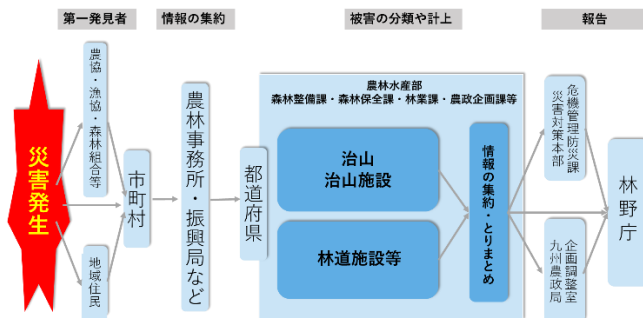 第一発見者
情報の集約
被害の分類や計上
報告
災害発生
農協・漁協・
森林組合等
地域住民
市町村
農林事務所・振興局など
都道府県
農林水産部
森林整備課・森林保全課・林業課・農政企画課等
治山
治山施設
林道施設等
情報の集約・とりまとめ
危機管理防災課
災害対策本部
企画調整室
九州農政局
林野庁